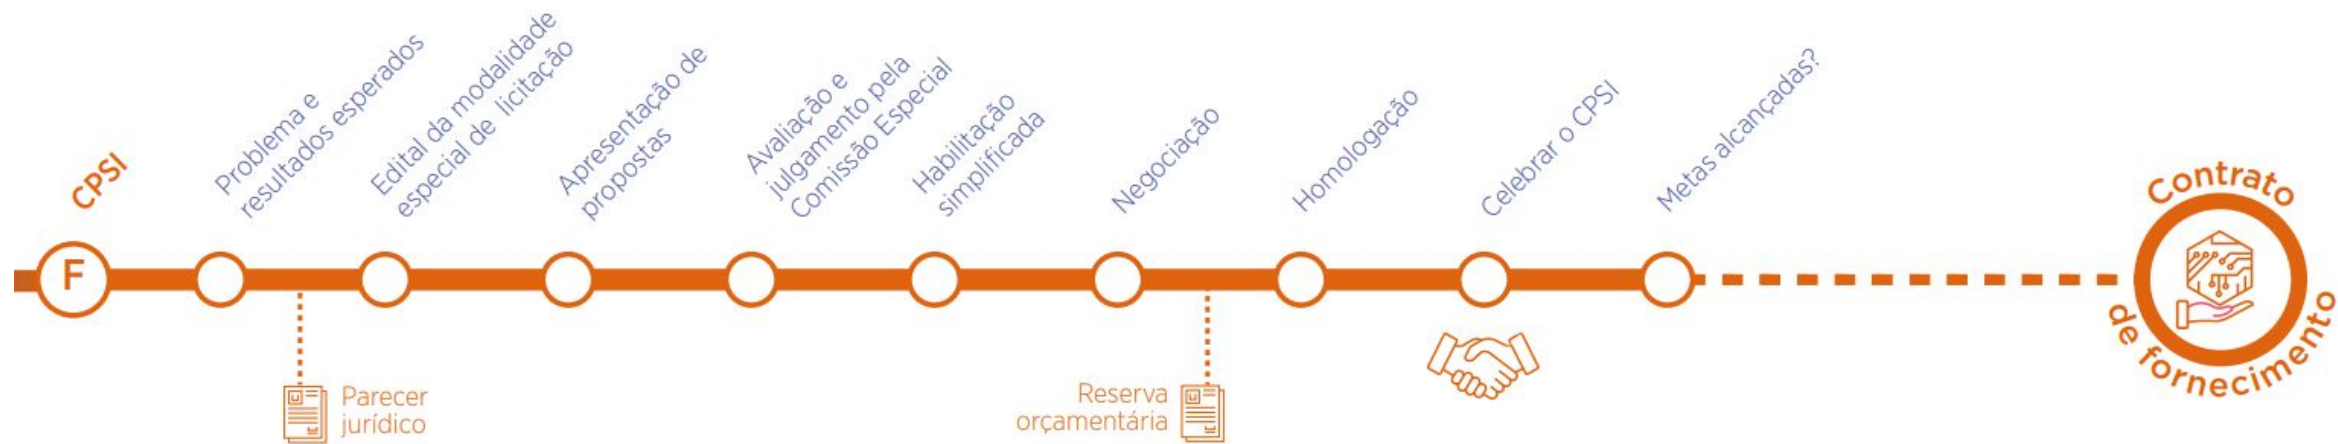 CPSI
F
Problema e
resultados esperados
Edital da modalidade
especial de licitação
Apresentação de
propostas
Avaliação e
julgamento pela
Comissão Especial
Habilitação
simplificada
Negociação
Homologação
Celebrar o CPSI
Metas alcançadas?
Contrato
de fornecimento
Parecer
jurídico
Reserva
orçamentária